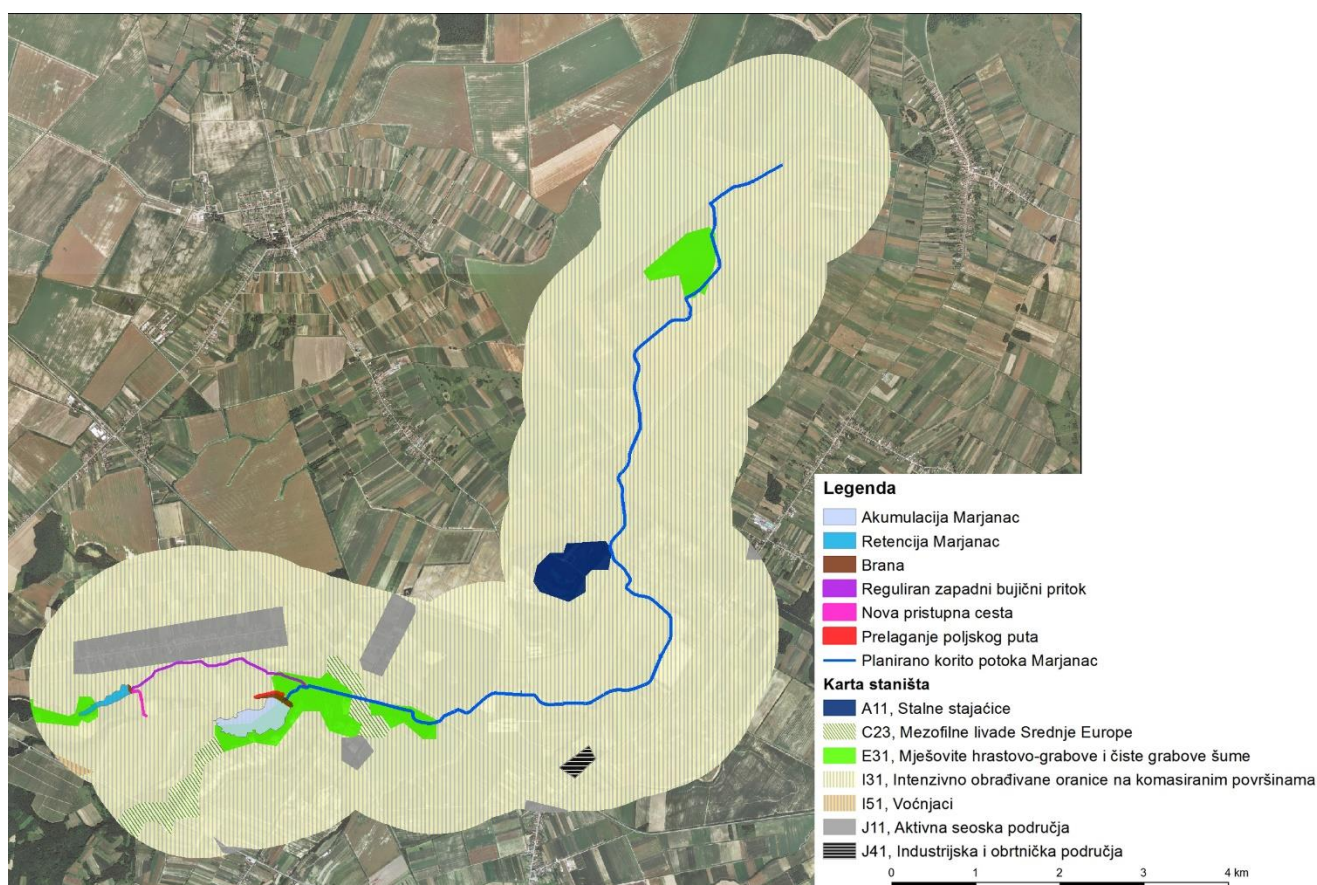 Legenda
Akumulacija Marjanac
Retencija Marjanac
Brana
Reguliran zapadni bujični pritok
Nova pristupna cesta
Prelaganje poljskog puta
Planirano korito potoka Marjanac
Karta staništa
A11, Stalne stajaćice
C23, Mezofilne livade Srednje Europe
E31, Mješovite hrastovo-grabove i čiste grabove šume
I31, Intenzivno obrađivane oranice na komasiranim površinama
I51, Voćnjaci
J11, Aktivna seoska područja
J41, Industrijska i obrtnička područja
0 1 2 3 4 km